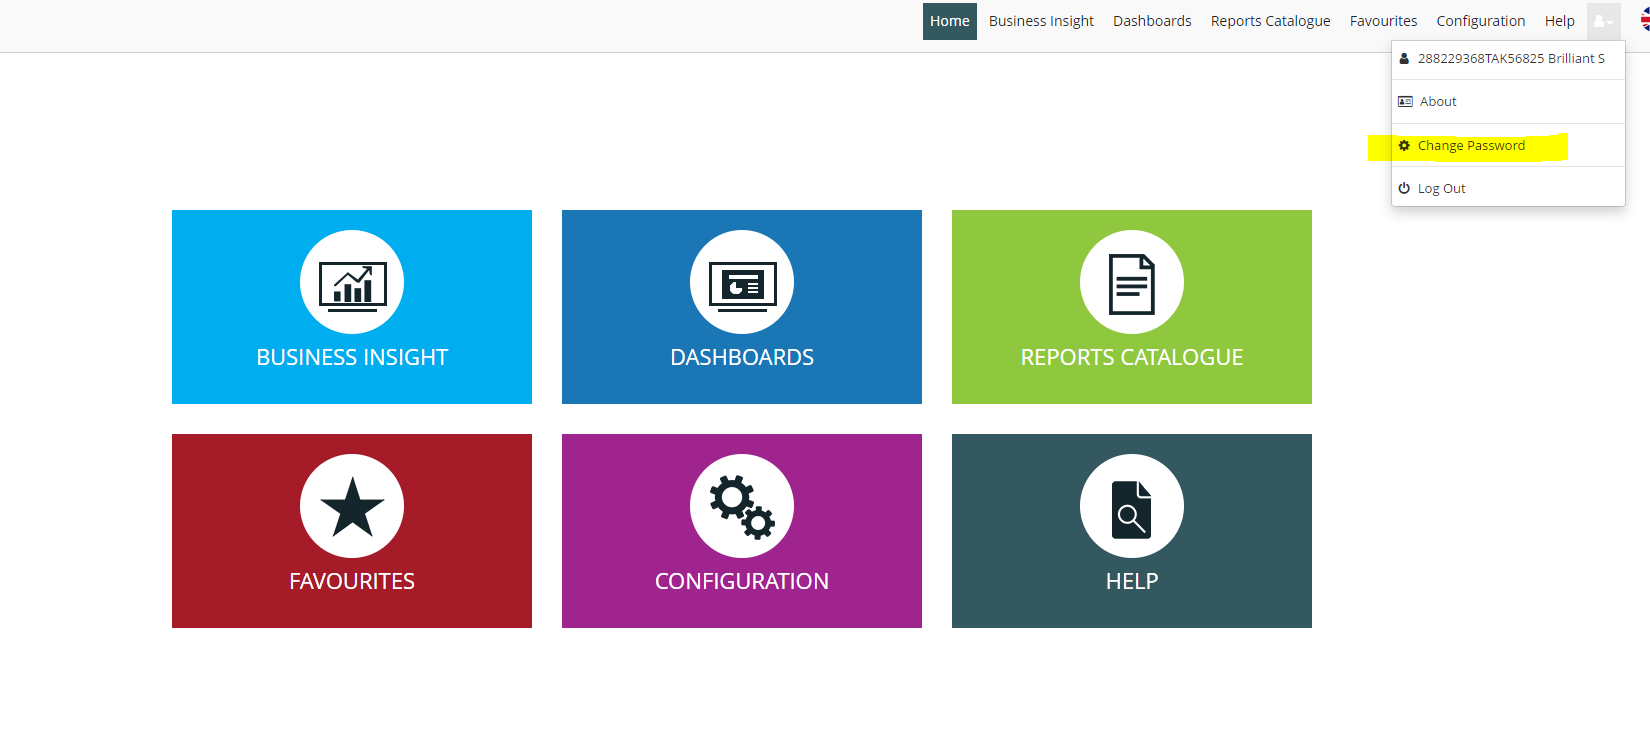 Home Business Insight Dashboards Reports Catalogue Favourites Configuration Help
288229368TAK56825 Brilliant S
About
Change Password
Log Out
BUSINESS INSIGHT
DASHBOARDS
REPORTS CATALOGUE
FAVOURITES
CONFIGURATION
HELP